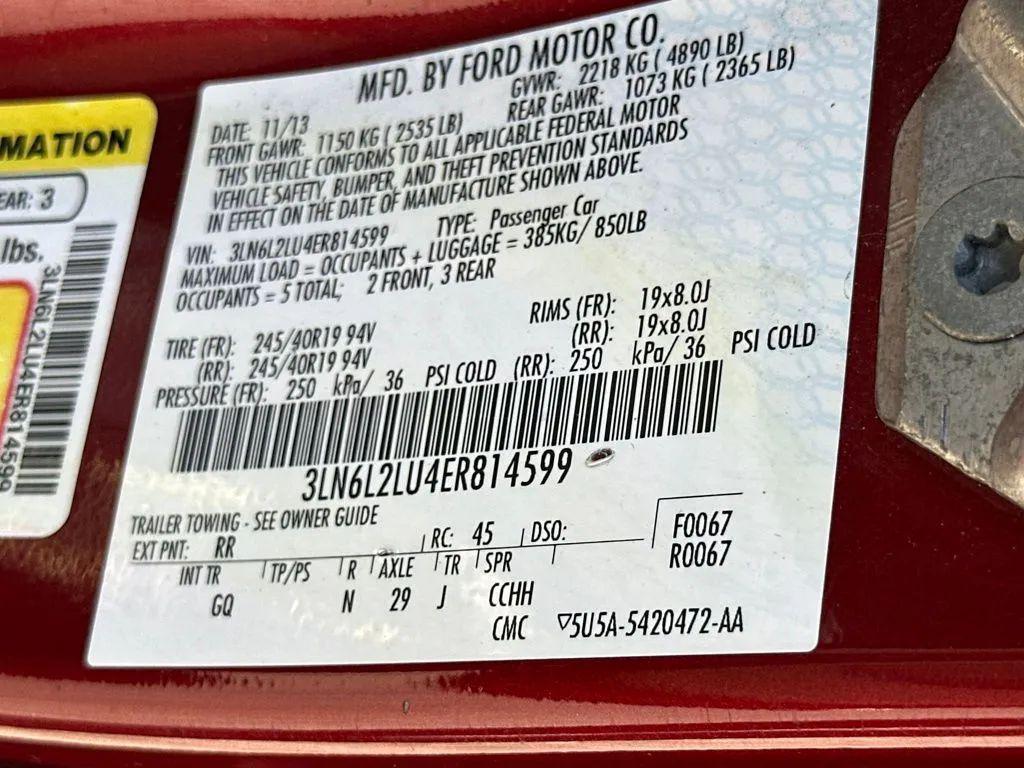 MATION
EAR: 3
lbs.
3LN6L2LU4ER814599
MFD. BY FORD MOTOR CO.
DATE: 11/13 GVWR: 2218 KG ( 4890 LB)
FRONT GAWR: 1150 KG ( 2535 LB) REAR GAWR: 1073 KG ( 2365 LB)
THIS VEHICLE CONFORMS TO ALL APPLICABLE FEDERAL MOTOR
VEHICLE SAFETY, BUMPER, AND THEFT PREVENTION STANDARDS
IN EFFECT ON THE DATE OF MANUFACTURE SHOWN ABOVE.
VIN: 3LN6L2LU4ER814599 TYPE: Passenger Car
MAXIMUM LOAD = OCCUPANTS + LUGGAGE = 385KG/ 850LB
OCCUPANTS = 5 TOTAL; 2 FRONT, 3 REAR
TIRE (FR): 245/40R19 94V RIMS (FR): 19x8.0J
(RR): 245/40R19 94V (RR): 19x8.0J
PRESSURE (FR): 250 kPa/ 36 PSI COLD (RR): 250 kPa/ 36 PSI COLD
3LN6L2LU4ER814599
TRAILER TOWING - SEE OWNER GUIDE
EXT PNT: RR RC: 45 DSO: F0067
R0067
INT TR TP/PS R AXLE TR SPR
GQ N 29 J CCHH
CMC ▽5U5A-5420472-AA